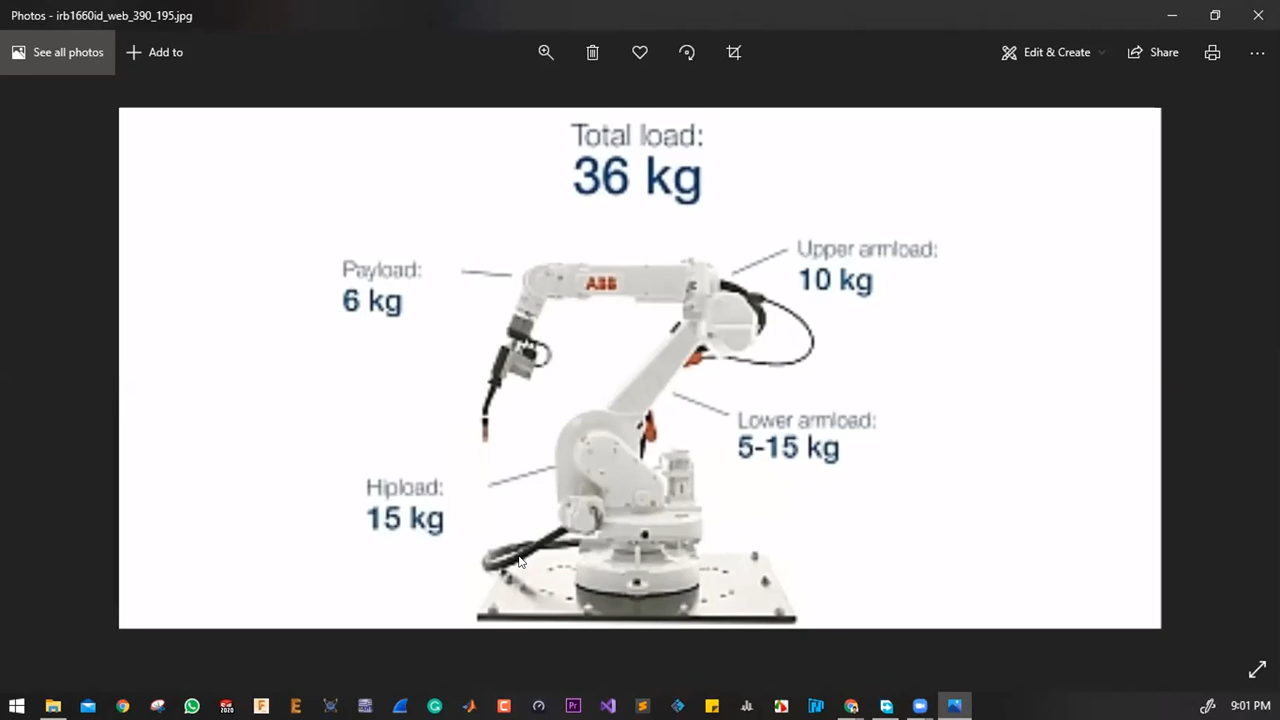 Photos - irb1660id_web_390_195.jpg
See all photos
Add to
Edit & Create
Share
Total load:
36 kg
Payload:
6 kg
Upper armload:
10 kg
ABB
Lower armload:
5-15 kg
Hipload:
15 kg
9:01 PM